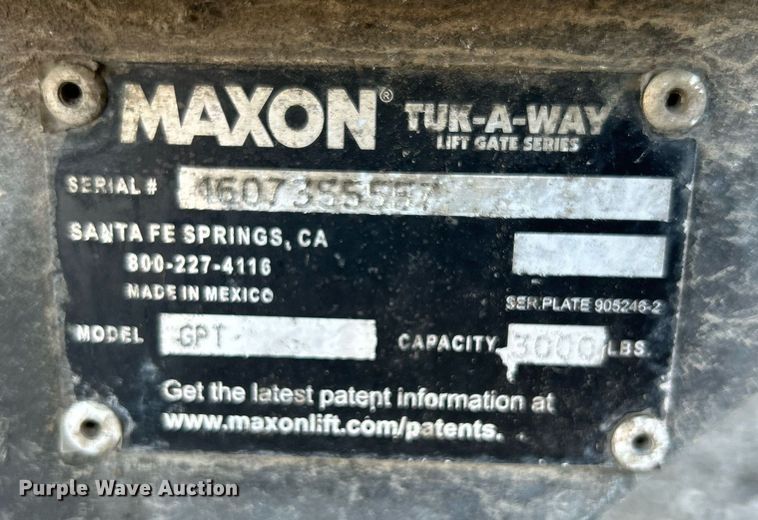 MAXON® TUK-A-WAY
LIFT GATE SERIES
SERIAL # 1607355557
SANTA FE SPRINGS, CA
800-227-4116
MADE IN MEXICO
SER.PLATE 905246-2
MODEL GPT CAPACITY 3000 LBS.
Get the latest patent information at
www.maxonlift.com/patents.
Purple Wave Auction